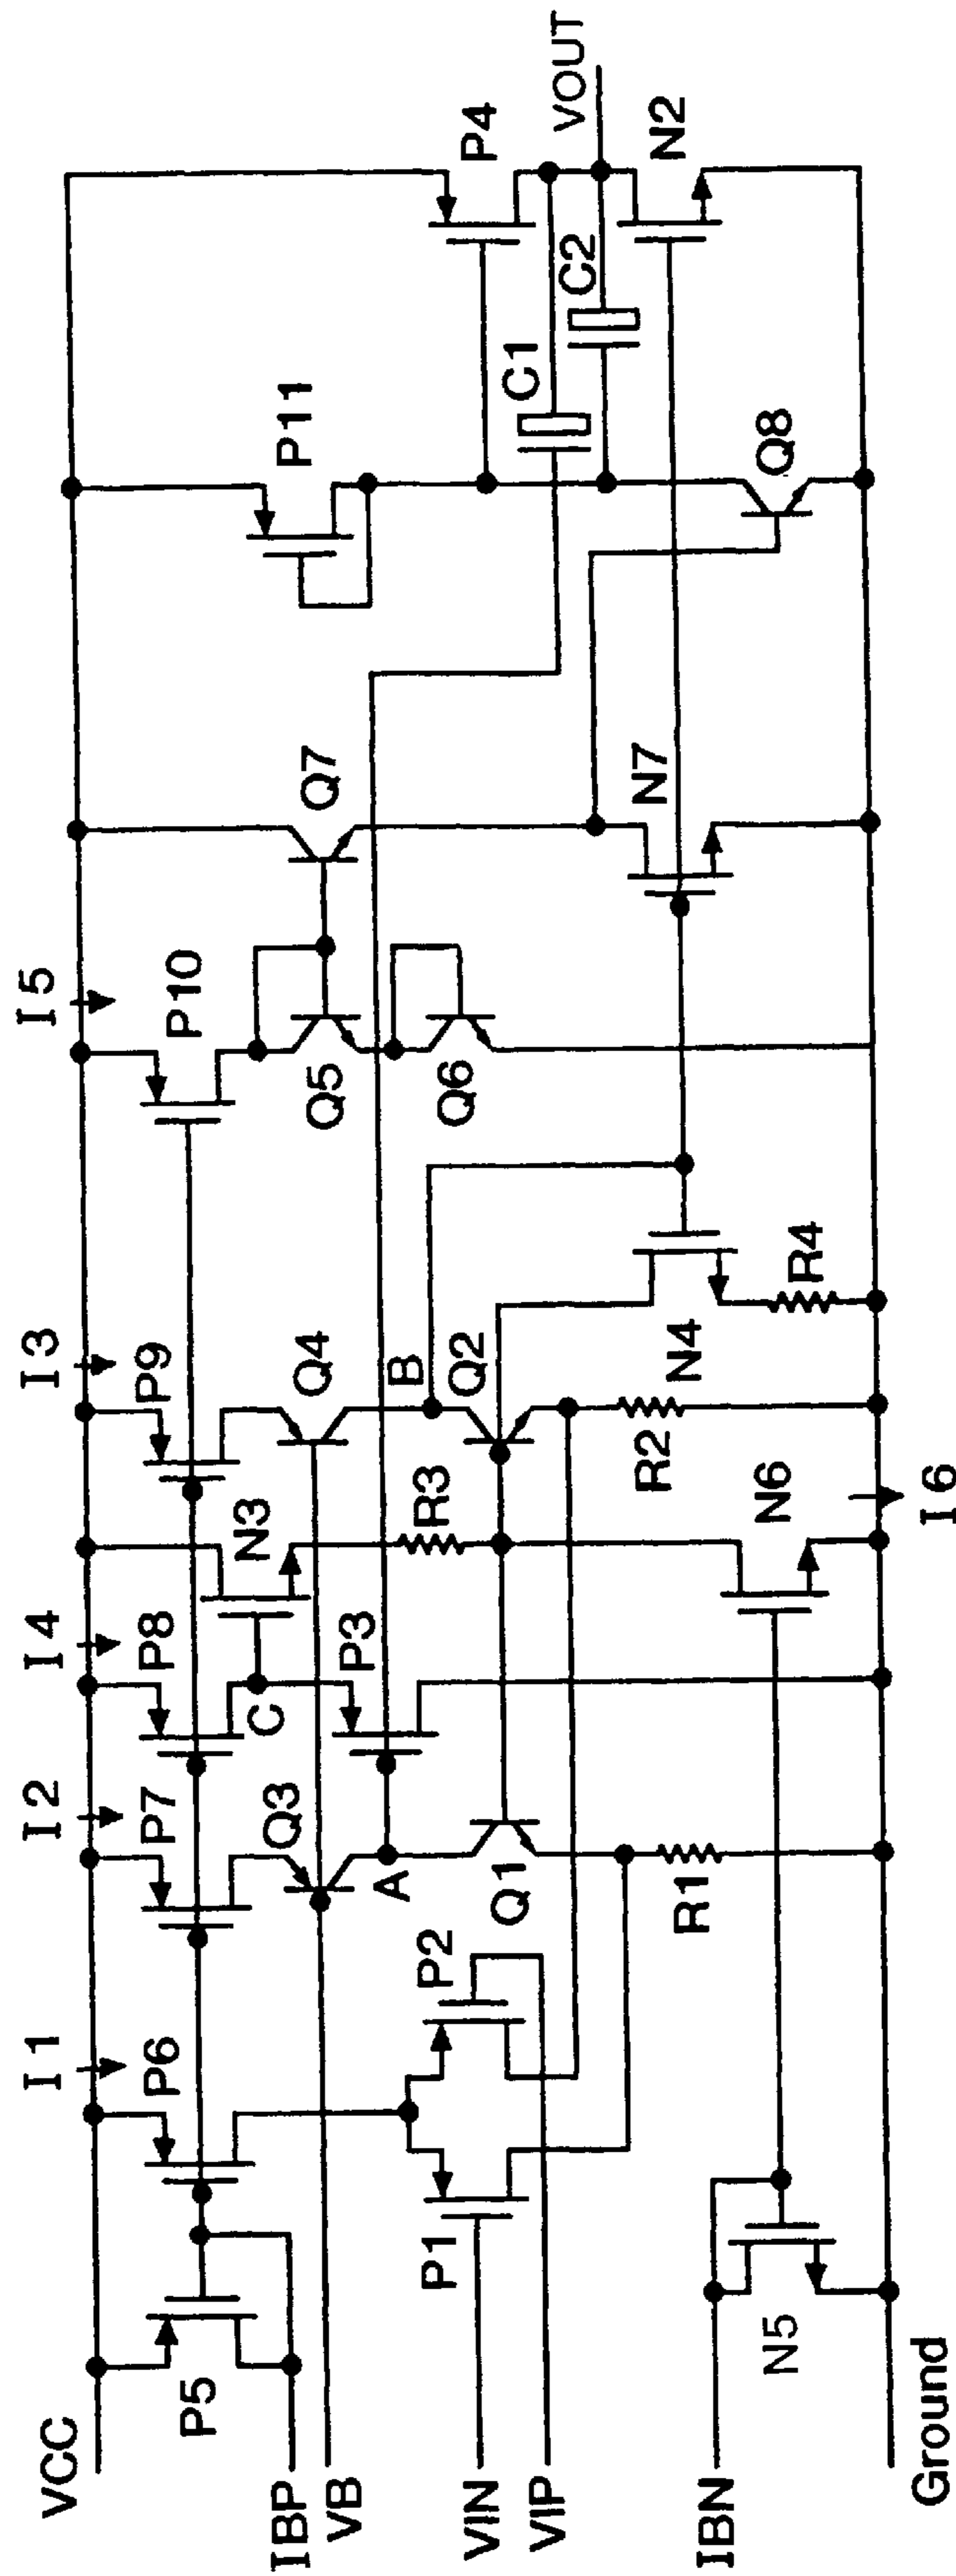 I1
I2
I4
I3
I5
VCC
P5
P6
P7
P8
P9
P10
P11
Q7
P4
IBP
VB
Q3
C
N3
Q4
Q5
Q6
P3
A
R3
B
Q2
C1
C2
VOUT
VIN
VIP
P1
P2
Q1
N4
N7
Q8
N2
R1
R2
R4
IBN
N5
N6
I6
Ground